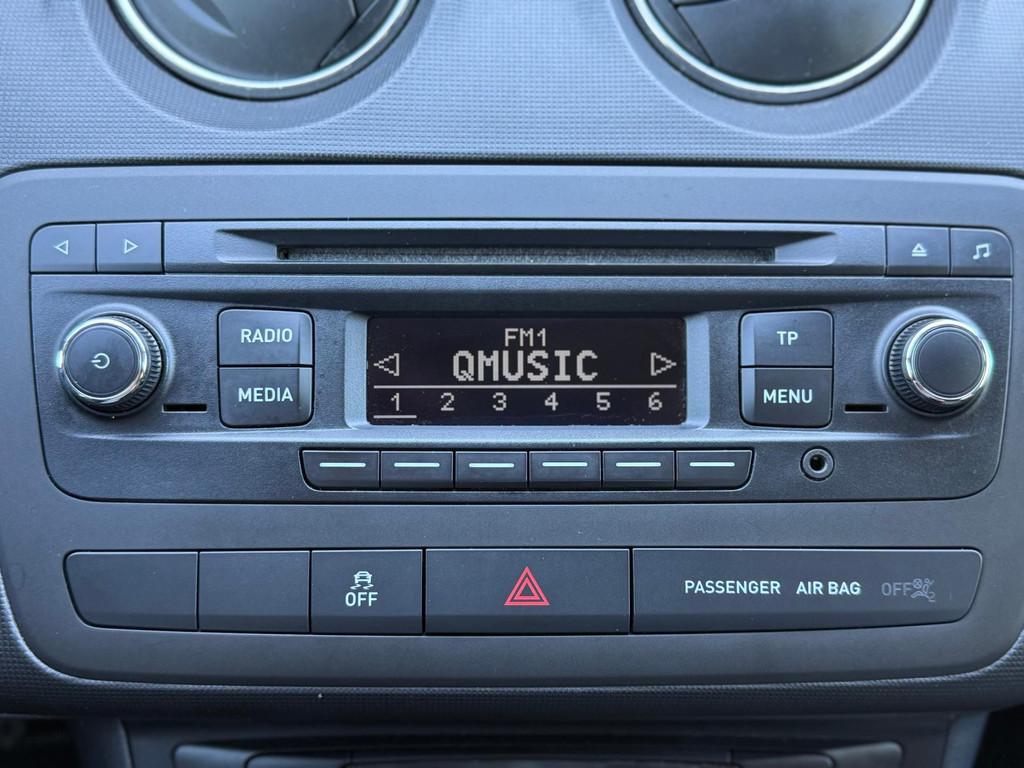 RADIO
MEDIA
FM1
QMUSIC
1 2 3 4 5 6
TP
MENU
OFF
PASSENGER AIR BAG OFF